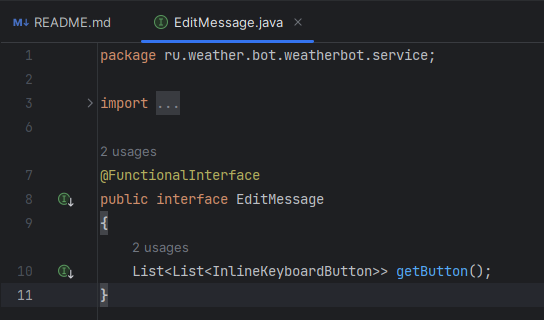 M↓ README.md EditMessage.java ×
1 package ru.weather.bot.weatherbot.service;
2
3 > import ...
6
2 usages
7 @FunctionalInterface
8 public interface EditMessage
9 {
2 usages
10 List<List<InlineKeyboardButton>> getButton();
11 }